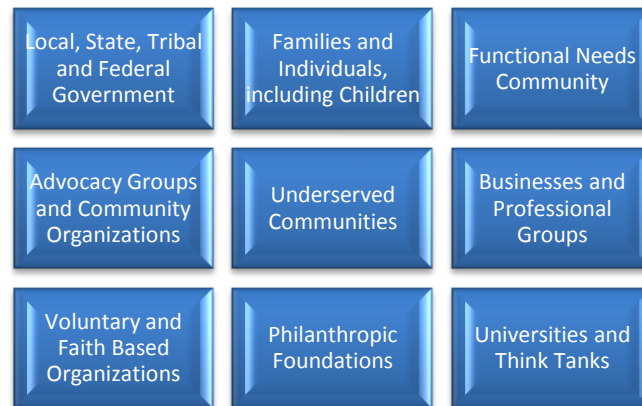 Local, State, Tribal
and Federal
Government
Families and
Individuals,
including Children
Functional Needs
Community
Advocacy Groups
and Community
Organizations
Underserved
Communities
Businesses and
Professional
Groups
Voluntary and
Faith Based
Organizations
Philanthropic
Foundations
Universities and
Think Tanks